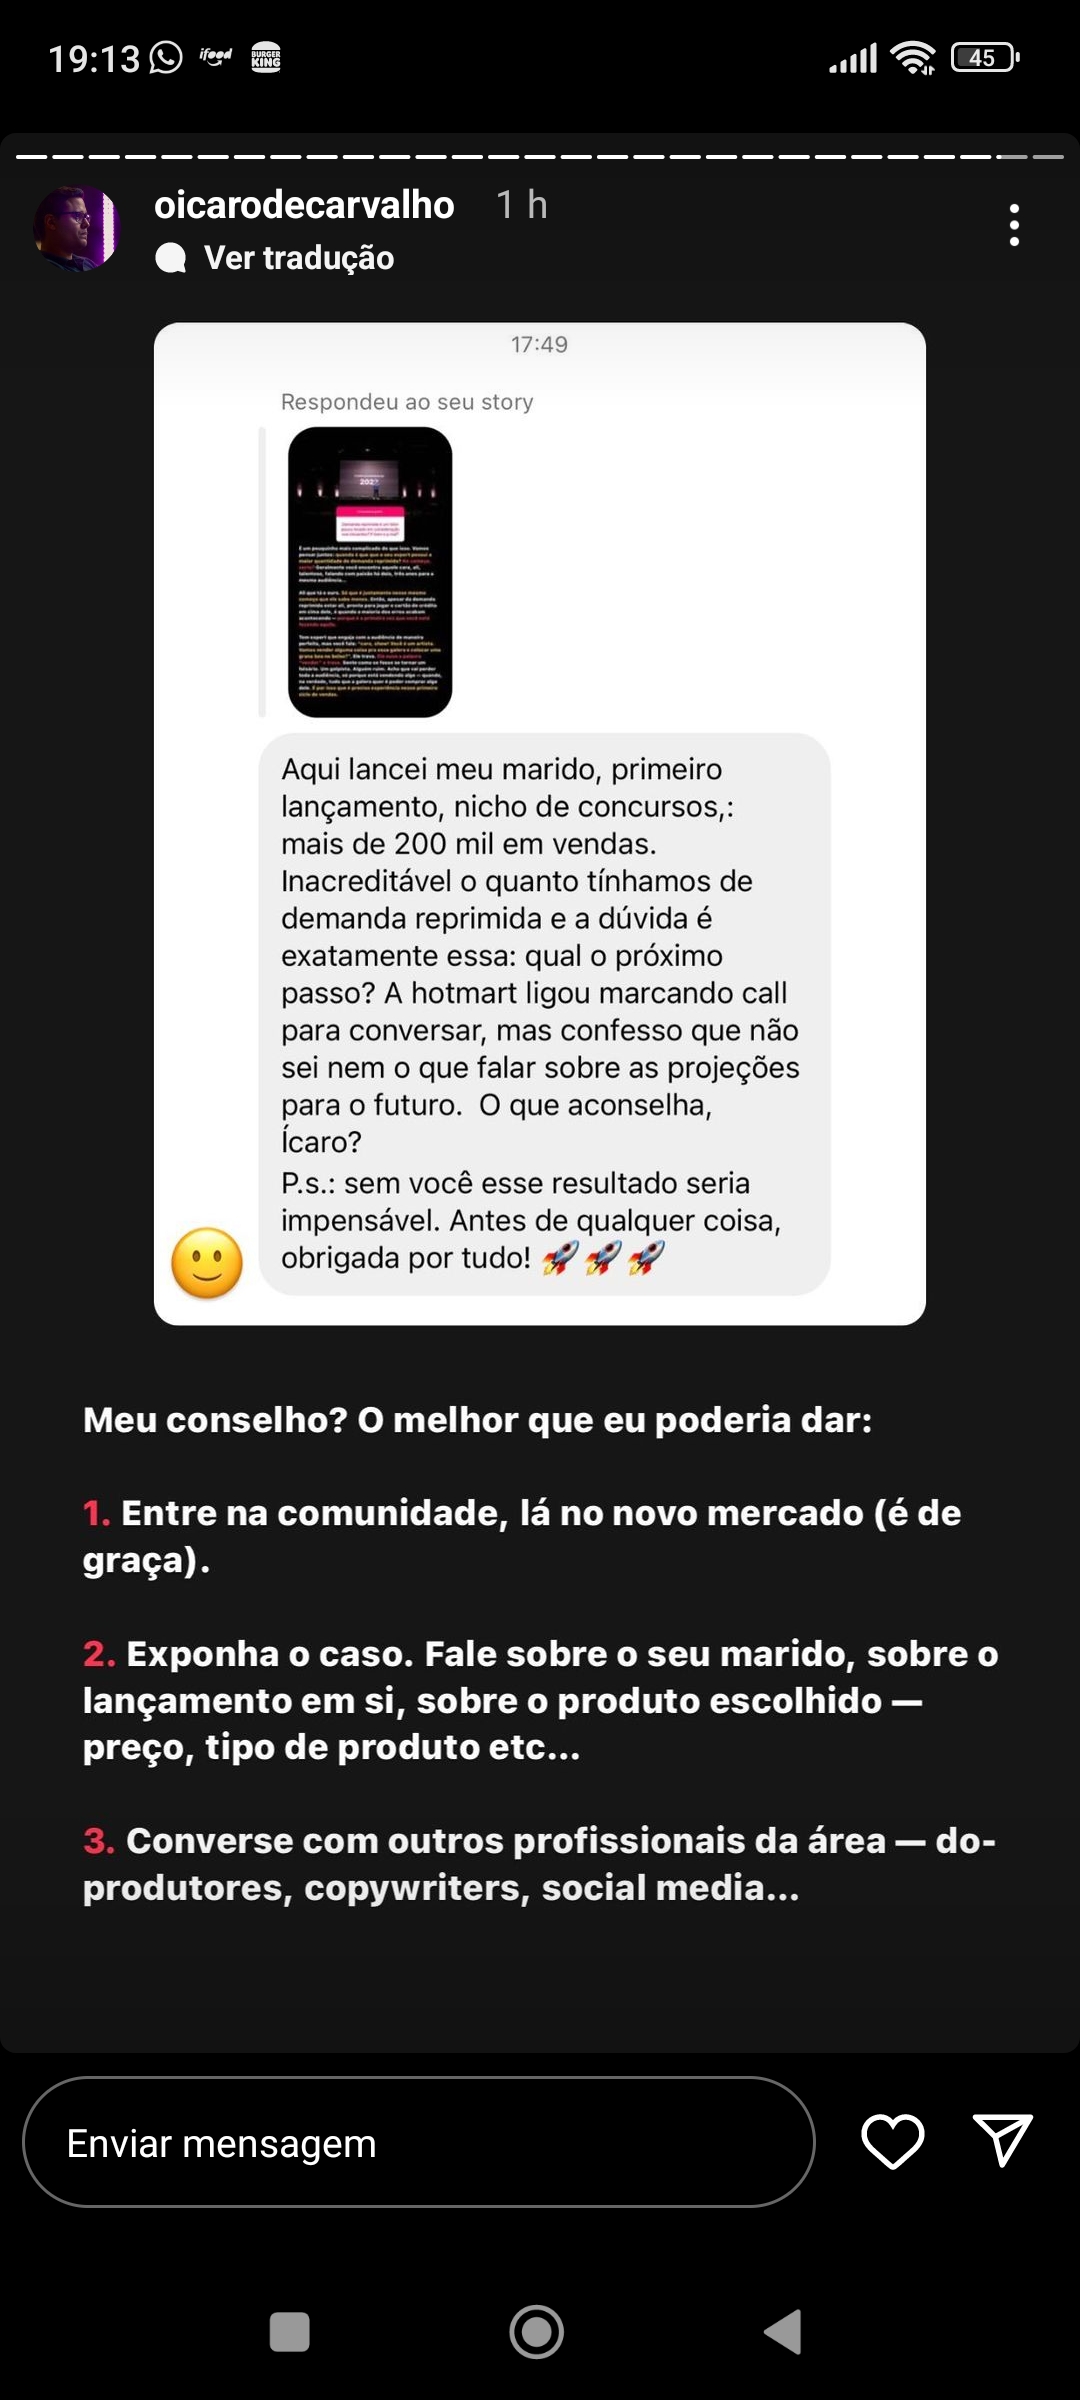 19:13 ifood BURGER KING 45
oicarodecarvalho 1 h
Ver tradução
17:49
Respondeu ao seu story
Aqui lancei meu marido, primeiro
lançamento, nicho de concursos,:
mais de 200 mil em vendas.
Inacreditável o quanto tínhamos de
demanda reprimida e a dúvida é
exatamente essa: qual o próximo
passo? A hotmart ligou marcando call
para conversar, mas confesso que não
sei nem o que falar sobre as projeções
para o futuro.  O que aconselha,
Ícaro?
P.s.: sem você esse resultado seria
impensável. Antes de qualquer coisa,
obrigada por tudo! 🚀🚀🚀
Meu conselho? O melhor que eu poderia dar:
1. Entre na comunidade, lá no novo mercado (é de
graça).
2. Exponha o caso. Fale sobre o seu marido, sobre o
lançamento em si, sobre o produto escolhido —
preço, tipo de produto etc...
3. Converse com outros profissionais da área — do-
produtores, copywriters, social media...
Enviar mensagem